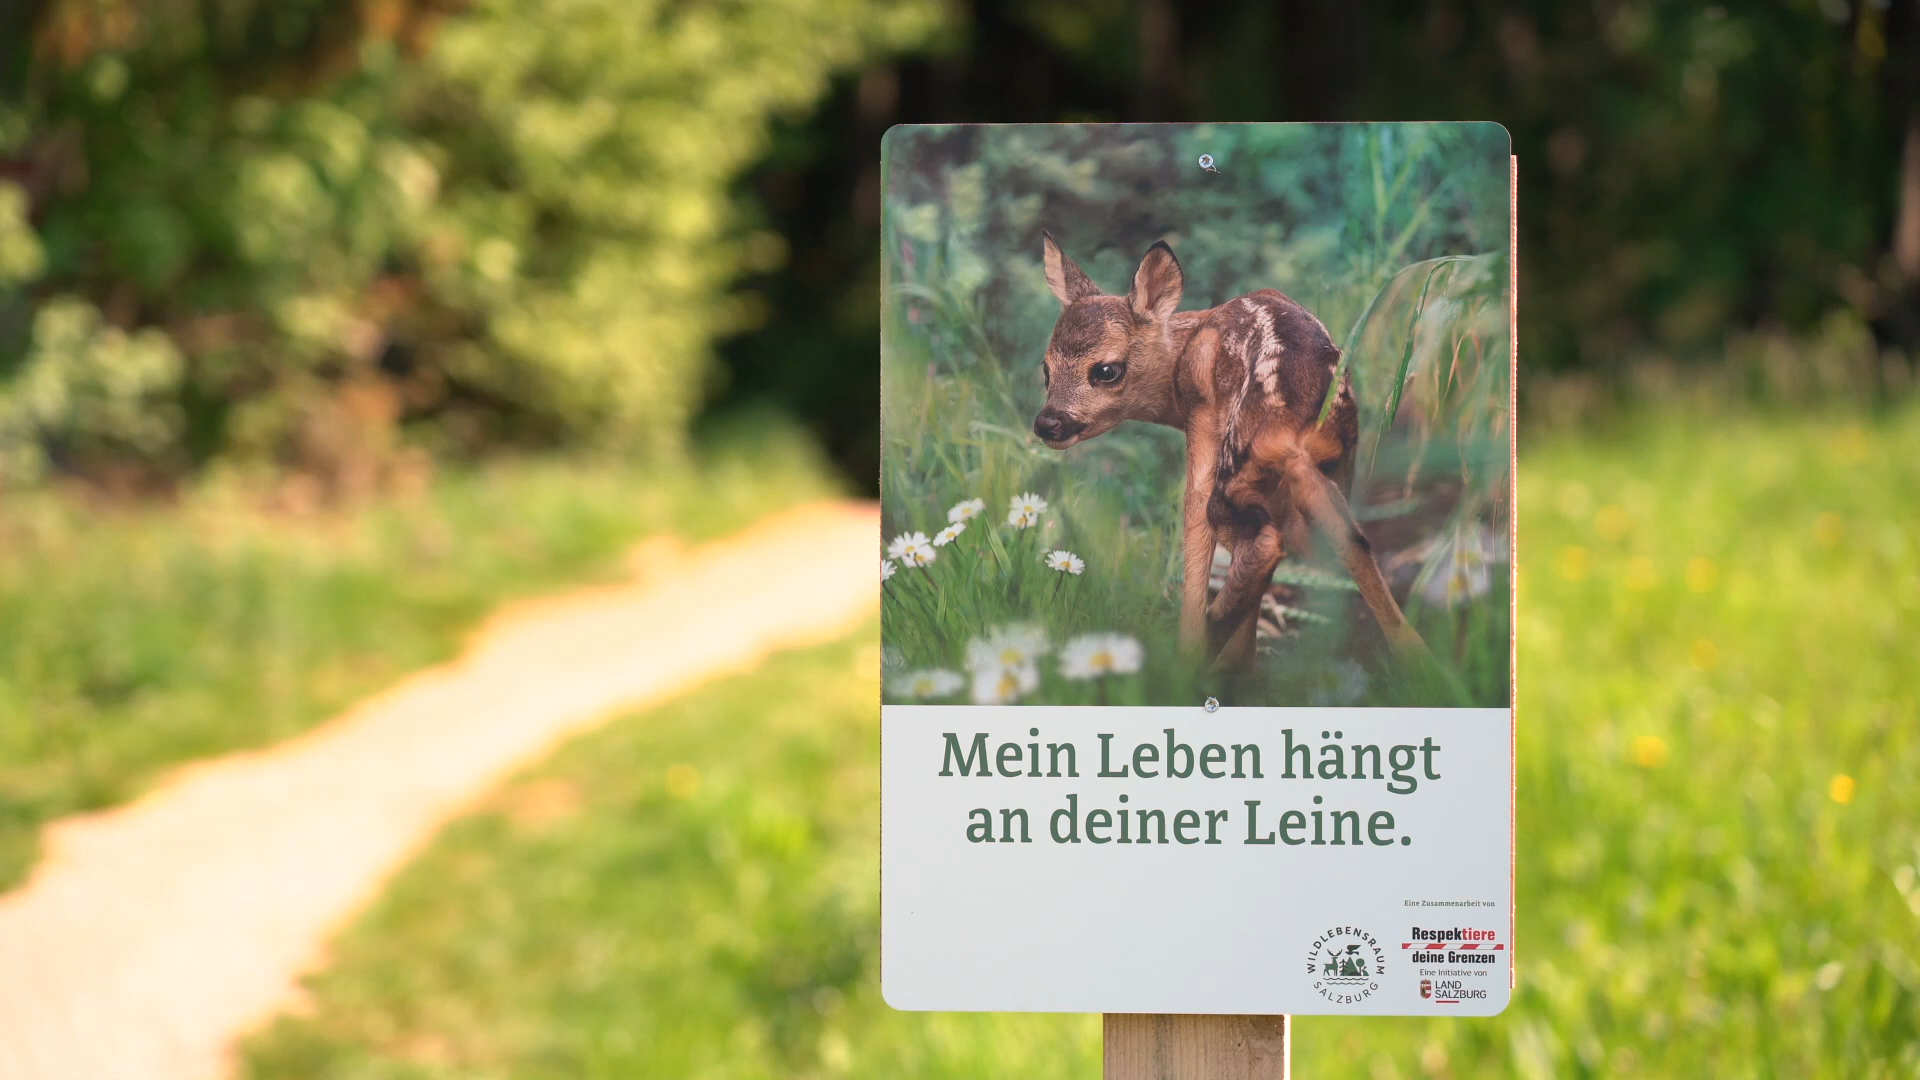 Mein Leben hängt
an deiner Leine.
Eine Zusammenarbeit von
WILDLEBENSRAUM
SALZBURG
Respektiere
deine Grenzen
Eine Initiative von
LAND
SALZBURG